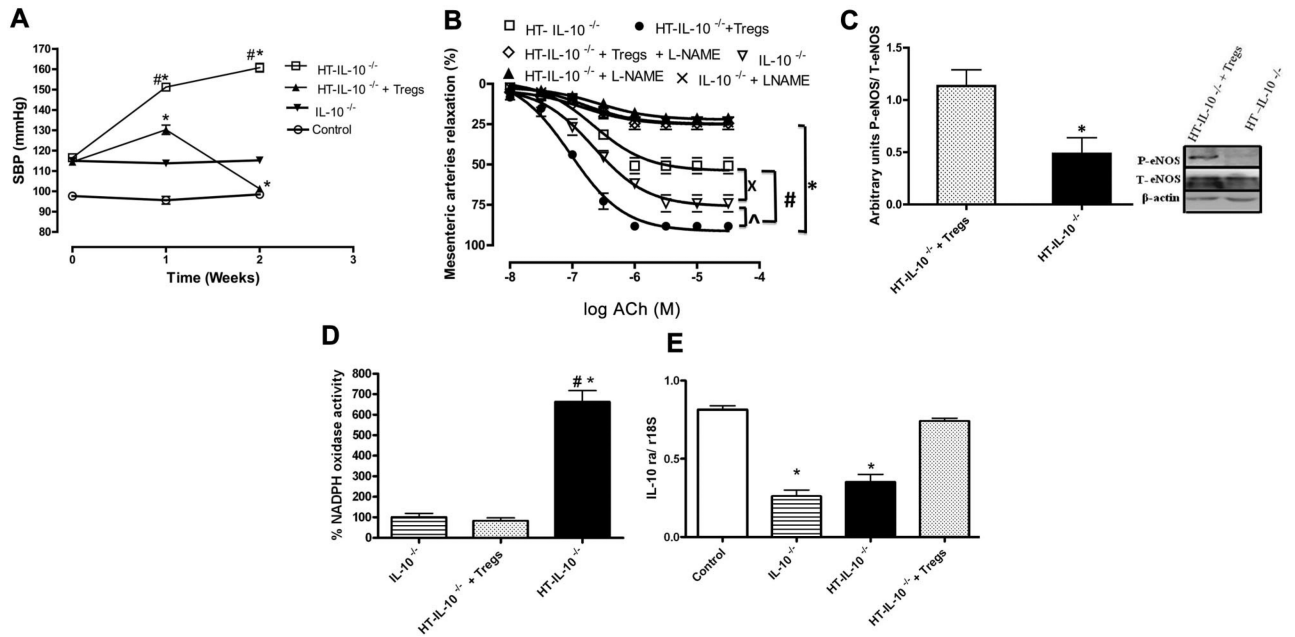 A
SBP (mmHg)
170
160
150
140
130
120
110
100
90
80
#*
#*
*
*
0
1
2
3
Time (Weeks)
HT-IL-10 -/-
HT-IL-10 -/- + Tregs
IL-10 -/-
Control
B
HT- IL-10 -/-
HT-IL-10 -/- +Tregs
HT-IL-10 -/- + Tregs + L-NAME
IL-10 -/-
HT-IL-10 -/- + L-NAME
IL-10 -/- + LNAME
Mesenteric arteries relaxation (%)
0
25
50
75
100
-8
-7
-6
-5
-4
log ACh (M)
X
^
#
*
C
Arbitrary units P-eNOS/ T-eNOS
1.5
1.0
0.5
0.0
*
HT-IL-10 -/- + Tregs
HT-IL-10 -/-
HT-IL-10 -/- + Tregs
HT-IL-10 -/-
P-eNOS
T-eNOS
β-actin
D
% NADPH oxidase activity
800
700
600
500
400
300
200
100
0
# *
IL-10 -/-
HT-IL-10 -/- + Tregs
HT-IL-10 -/-
E
IL-10 ra/ r18S
1.0
0.5
0.0
*
*
Control
IL-10 -/-
HT-IL-10 -/-
HT-IL-10 -/- + Tregs